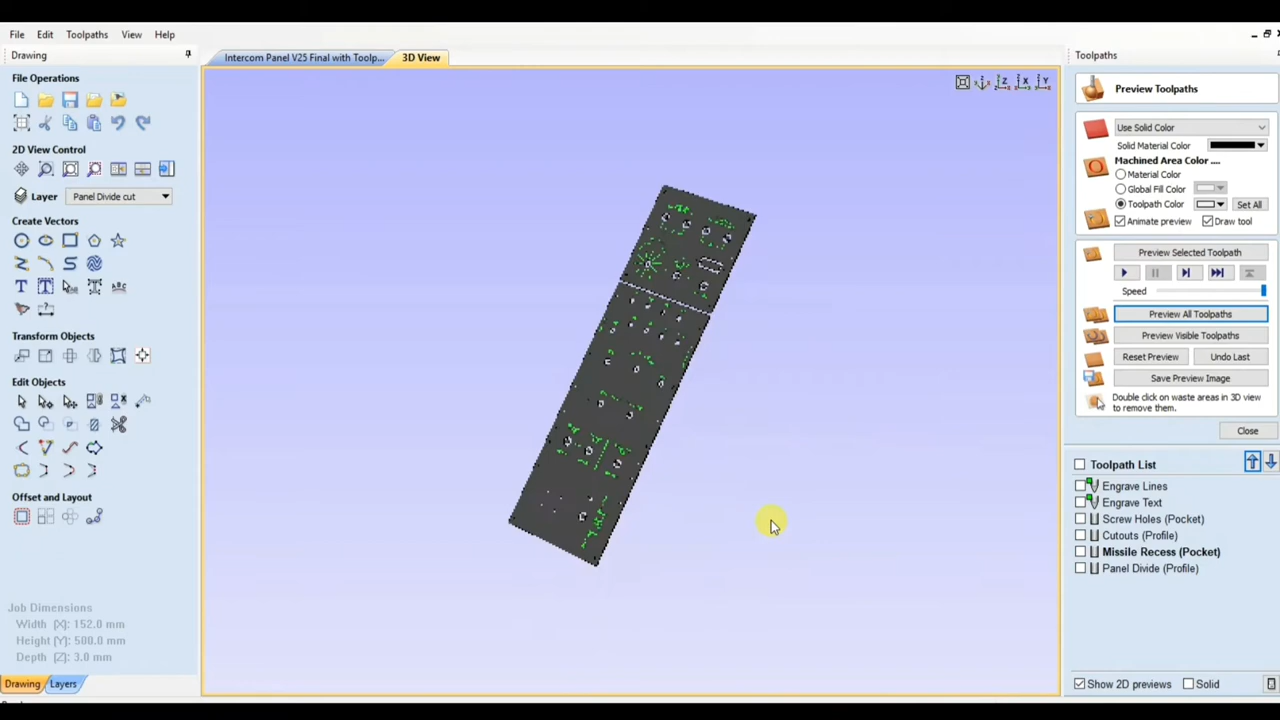 File Edit Toolpaths View Help
Drawing
File Operations
2D View Control
Layer Panel Divide cut
Create Vectors
Transform Objects
Edit Objects
Offset and Layout
Job Dimensions
Width [X]: 152.0 mm
Height [Y]: 500.0 mm
Depth [Z]: 3.0 mm
Drawing Layers
Intercom Panel V25 Final with Toolp... 3D View
Z X Y
Toolpaths
Preview Toolpaths
Use Solid Color
Solid Material Color
Machined Area Color ....
Material Color
Global Fill Color
Toolpath Color Set All
Animate preview Draw tool
Preview Selected Toolpath
Speed
Preview All Toolpaths
Preview Visible Toolpaths
Reset Preview Undo Last
Save Preview Image
Double click on waste areas in 3D view
to remove them.
Close
Toolpath List
Engrave Lines
Engrave Text
Screw Holes (Pocket)
Cutouts (Profile)
Missile Recess (Pocket)
Panel Divide (Profile)
Show 2D previews Solid